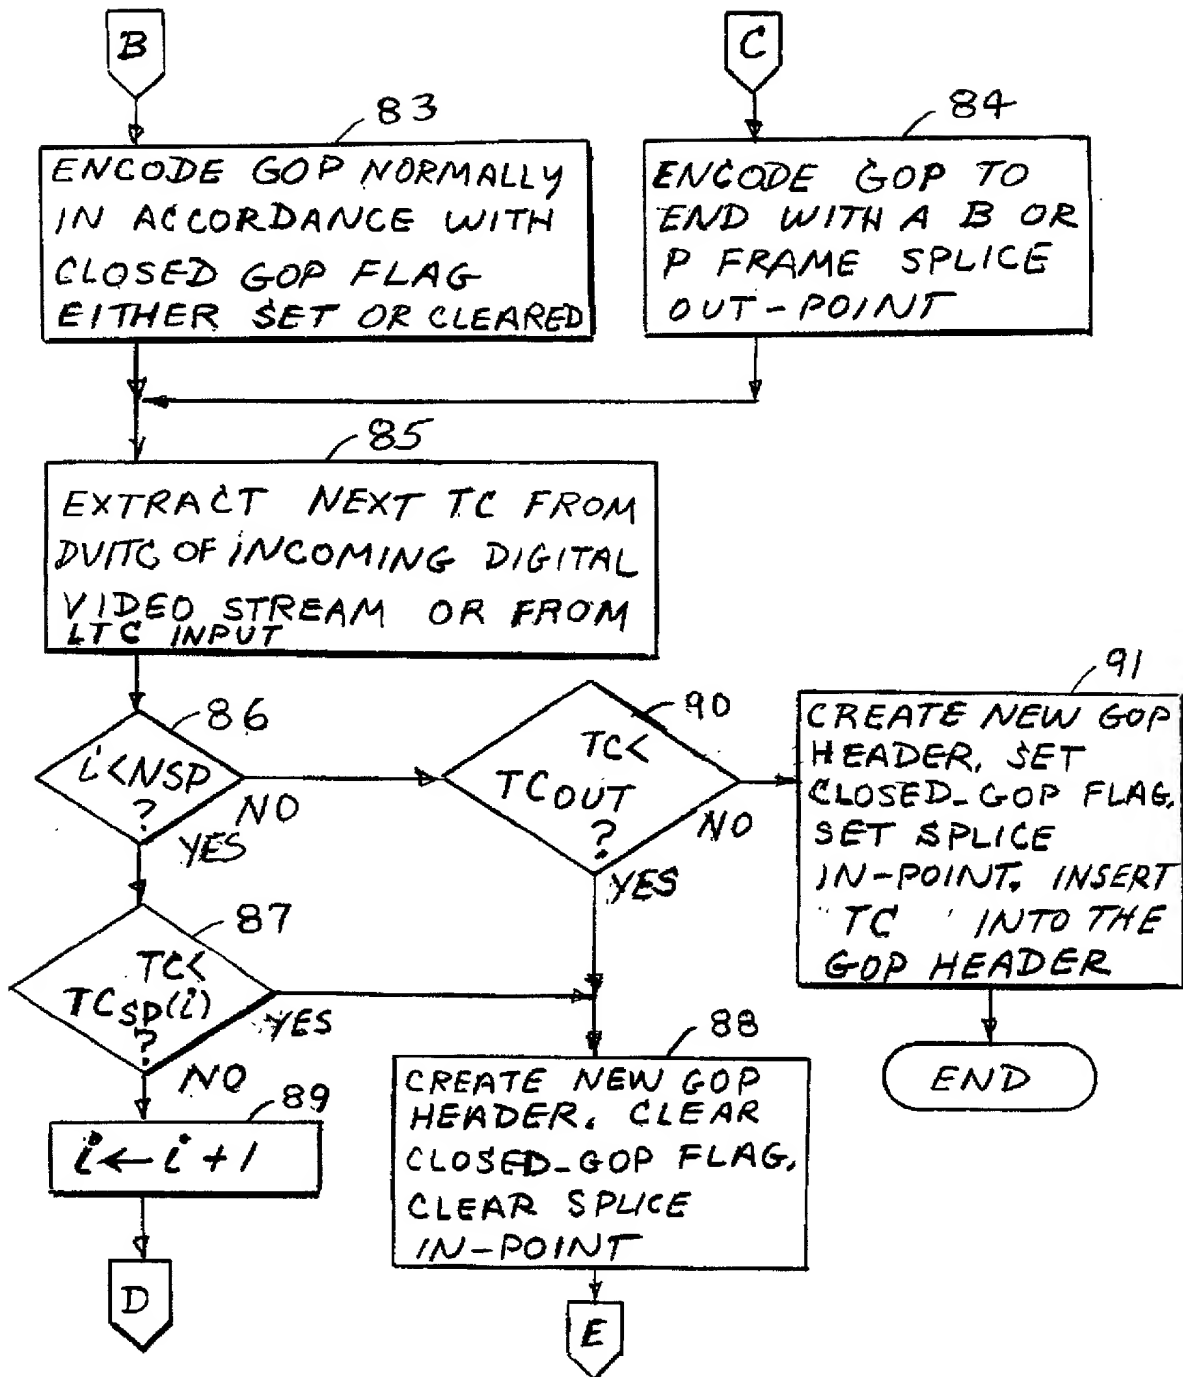 B
C
83
84
ENCODE GOP NORMALLY
IN ACCORDANCE WITH
CLOSED GOP FLAG
EITHER SET OR CLEARED
ENCODE GOP TO
END WITH A B OR
P FRAME SPLICE
OUT-POINT
85
EXTRACT NEXT TC FROM
DVITC OF INCOMING DIGITAL
VIDEO STREAM OR FROM
LTC INPUT
86
i<NSP
?
NO
YES
90
TC<
TCOUT
?
NO
YES
91
CREATE NEW GOP
HEADER. SET
CLOSED_GOP FLAG.
SET SPLICE
IN-POINT. INSERT
TC INTO THE
GOP HEADER
87
TC<
TCSP(i)
?
YES
NO
88
CREATE NEW GOP
HEADER. CLEAR
CLOSED_GOP FLAG.
CLEAR SPLICE
IN-POINT
END
89
i←i+1
D
E